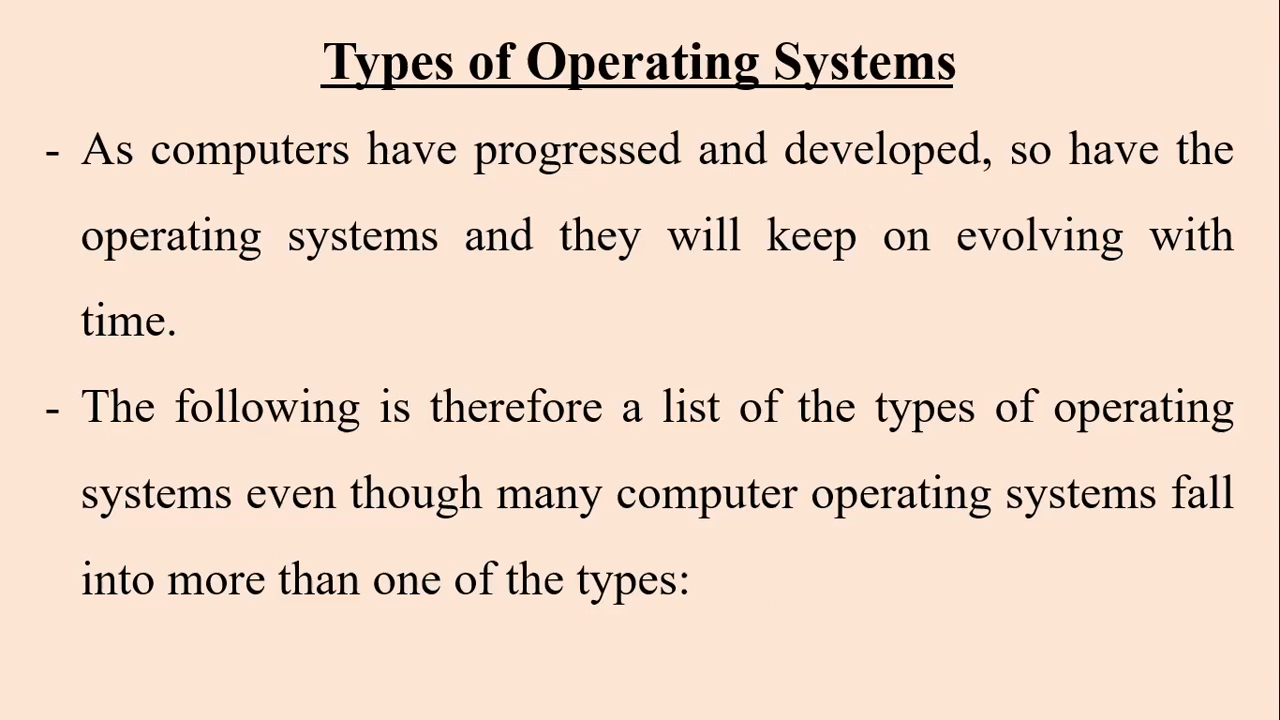 Types of Operating Systems
- As computers have progressed and developed, so have the
operating systems and they will keep on evolving with
time.
- The following is therefore a list of the types of operating
systems even though many computer operating systems fall
into more than one of the types: